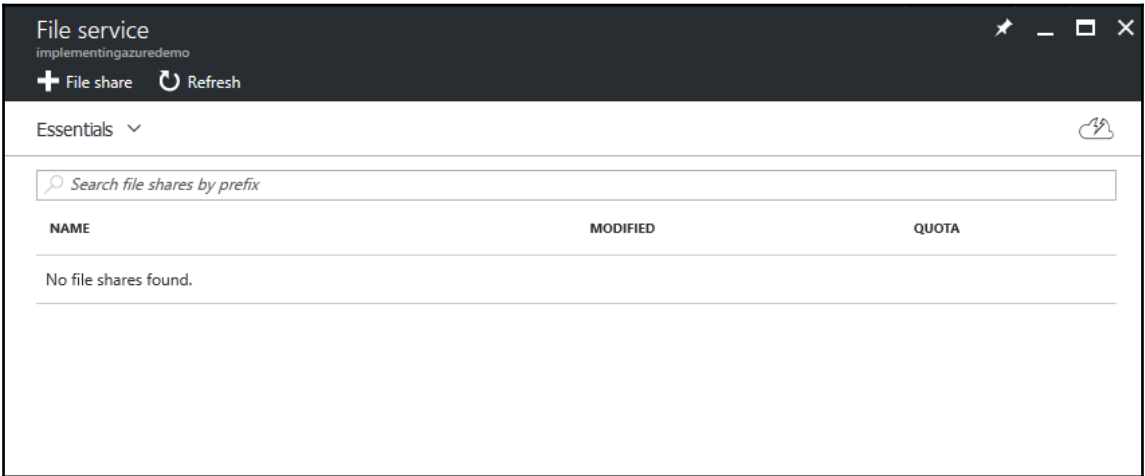 File service
implementingazuredemo
File share Refresh
Essentials
Search file shares by prefix
NAME MODIFIED QUOTA
No file shares found.